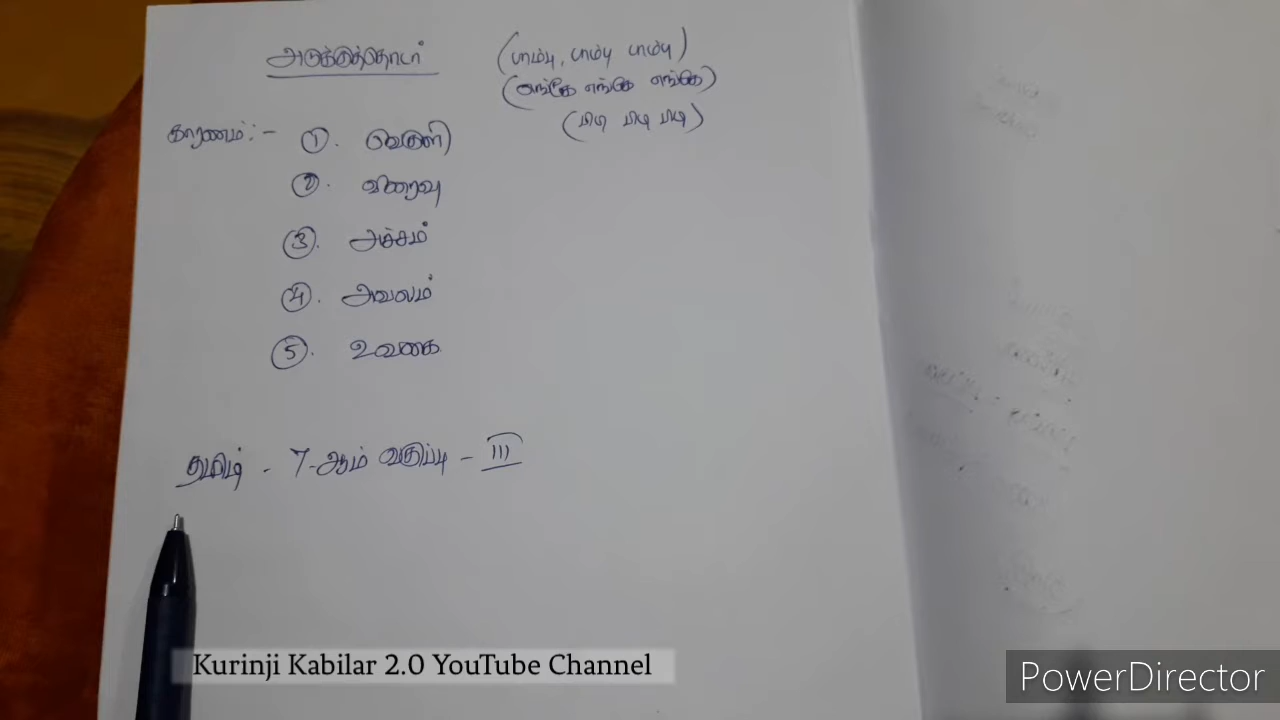 அடுக்குத்தொடர்
(பாம்பு, பாம்பு பாம்பு)
(எங்கே எங்கே எங்கே)
(பிடி பிடி பிடி)
காரணம் :- ① . வெகுளி
② . விரைவு
③ . அச்சம்
④ . அவலம்
⑤ . உவகை
தமிழ் - 7-ஆம் வகுப்பு - III
Kurinji Kabilar 2.0 YouTube Channel
PowerDirector